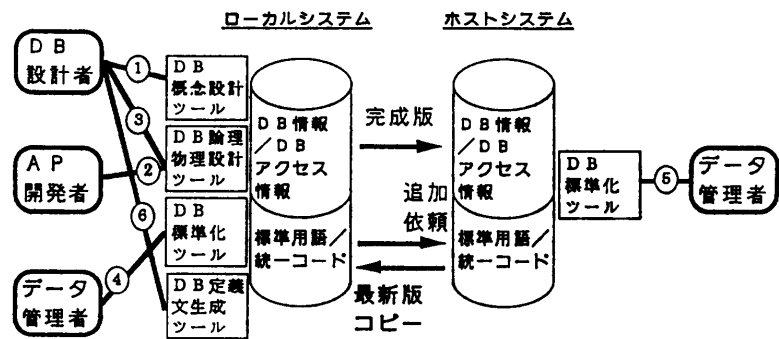 ローカルシステム
ホストシステム
DB
設計者
①
DB
概念設計
ツール
③
AP
開発者
②
DB論理
物理設計
ツール
⑥
DB
標準化
ツール
データ
管理者
④
DB定義
文生成
ツール
DB情報
/DB
アクセス
情報
標準用語/
統一コード
完成版
追加
依頼
最新版
コピー
DB情報
/DB
アクセス
情報
標準用語/
統一コード
DB
標準化
ツール
⑤
データ
管理者